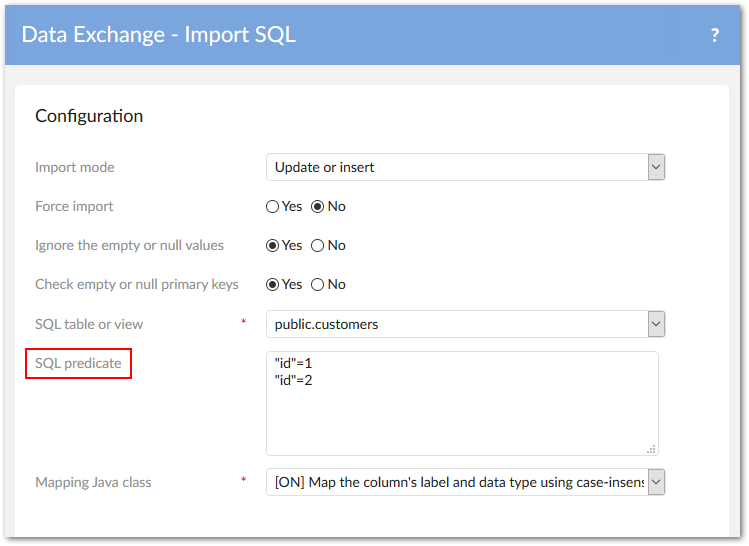 Data Exchange - Import SQL ?
Configuration
Import mode Update or insert
Force import Yes No
Ignore the empty or null values Yes No
Check empty or null primary keys Yes No
SQL table or view * public.customers
SQL predicate "id"=1
"id"=2
Mapping Java class * [ON] Map the column's label and data type using case-insens